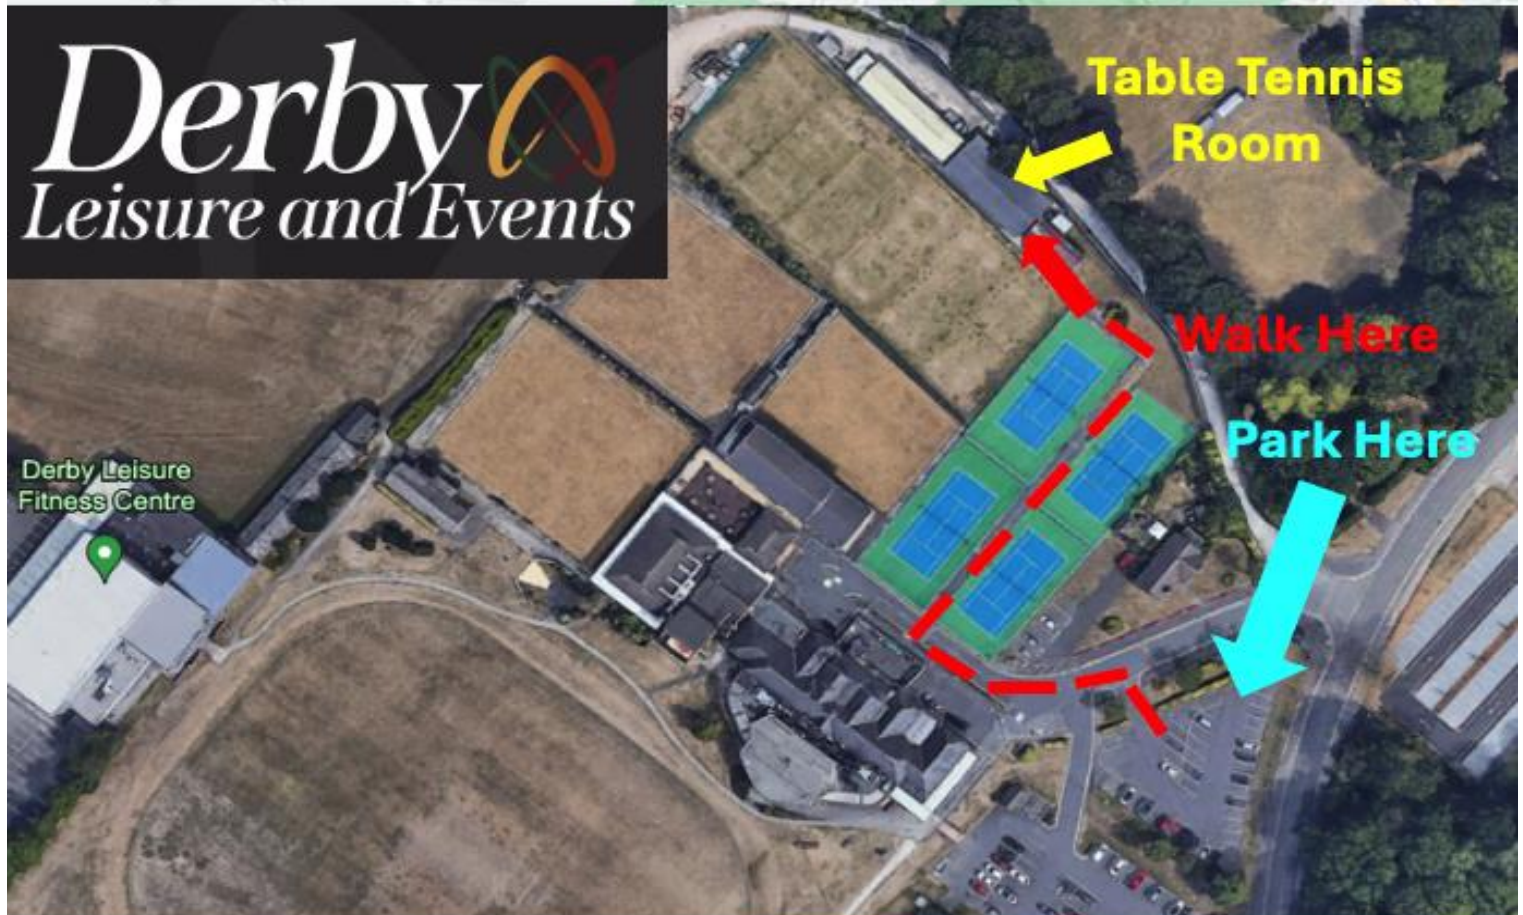 Derby
Leisure and Events
Table Tennis
Room
Walk Here
Park Here
Derby Leisure
Fitness Centre